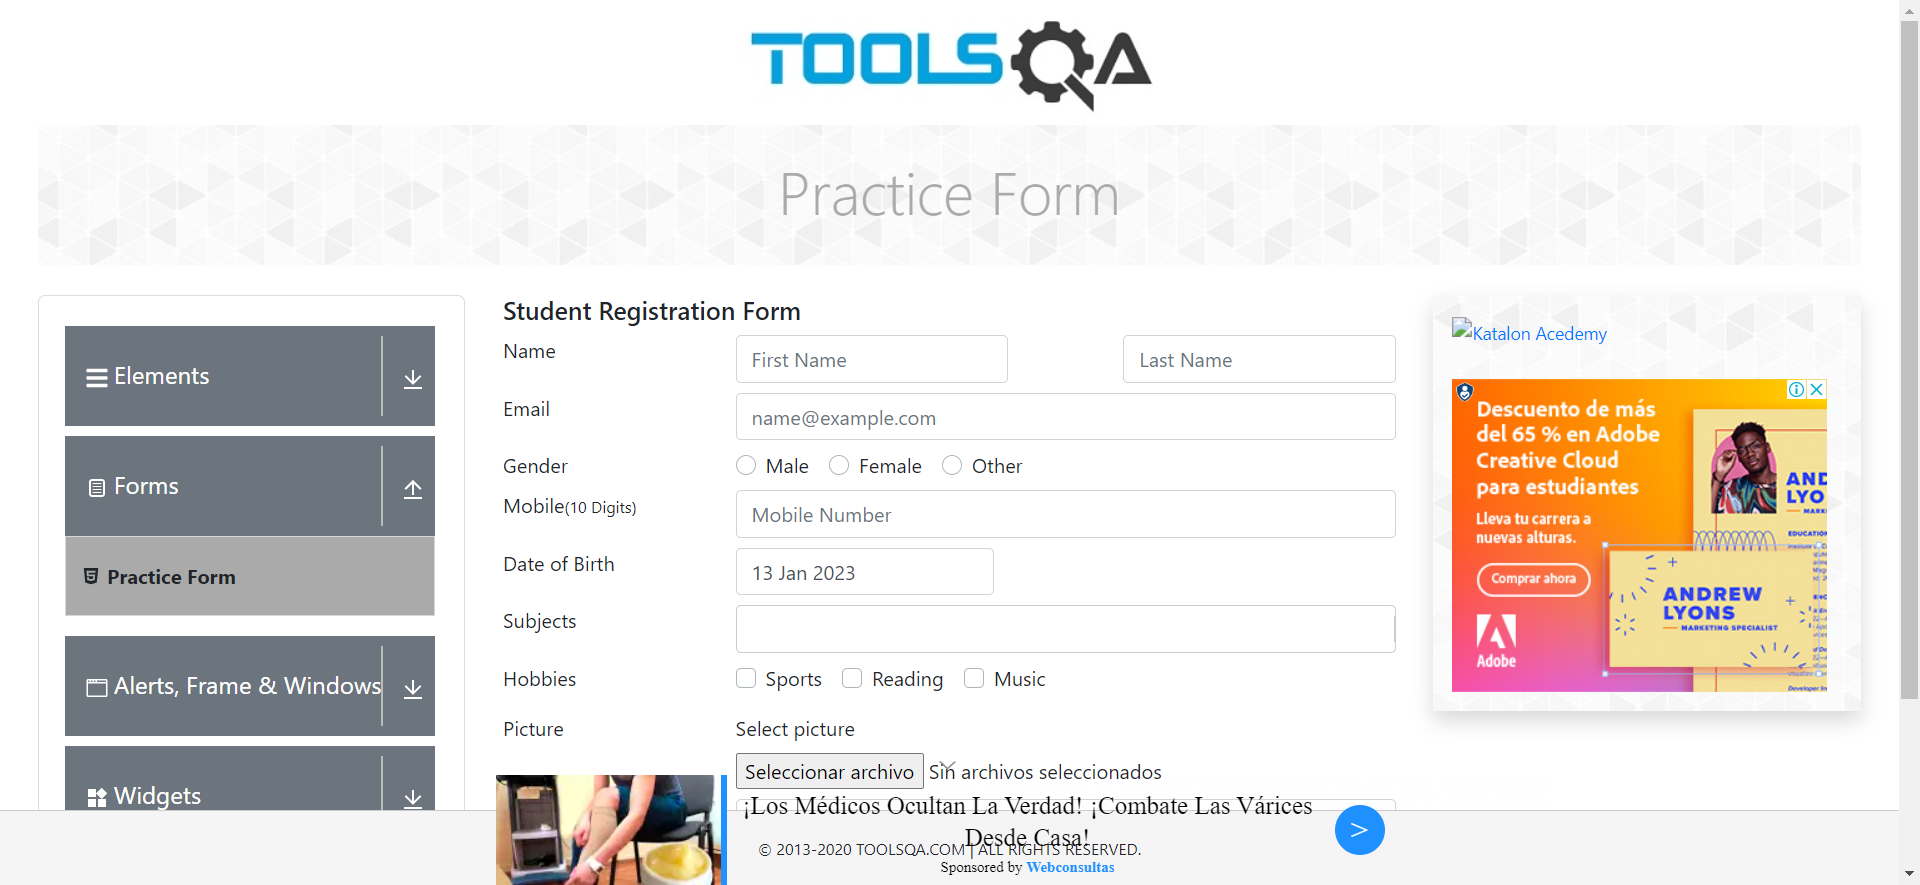 TOOLSQA
Practice Form
Elements
Forms
Practice Form
Alerts, Frame & Windows
Widgets
Student Registration Form
Name
First Name
Last Name
Email
name@example.com
Gender
Male
Female
Other
Mobile(10 Digits)
Mobile Number
Date of Birth
13 Jan 2023
Subjects
Hobbies
Sports
Reading
Music
Picture
Select picture
Seleccionar archivo
Sin archivos seleccionados
¡Los Médicos Ocultan La Verdad! ¡Combate Las Várices
Desde Casa!
© 2013-2020 TOOLSQA.COM | ALL RIGHTS RESERVED.
Sponsored by Webconsultas
Katalon Acedemy
Descuento de más
del 65 % en Adobe
Creative Cloud
para estudiantes
Lleva tu carrera a
nuevas alturas.
Comprar ahora
Adobe
ANDREW
LYONS
MARKETING SPECIALIST
EDUCATION